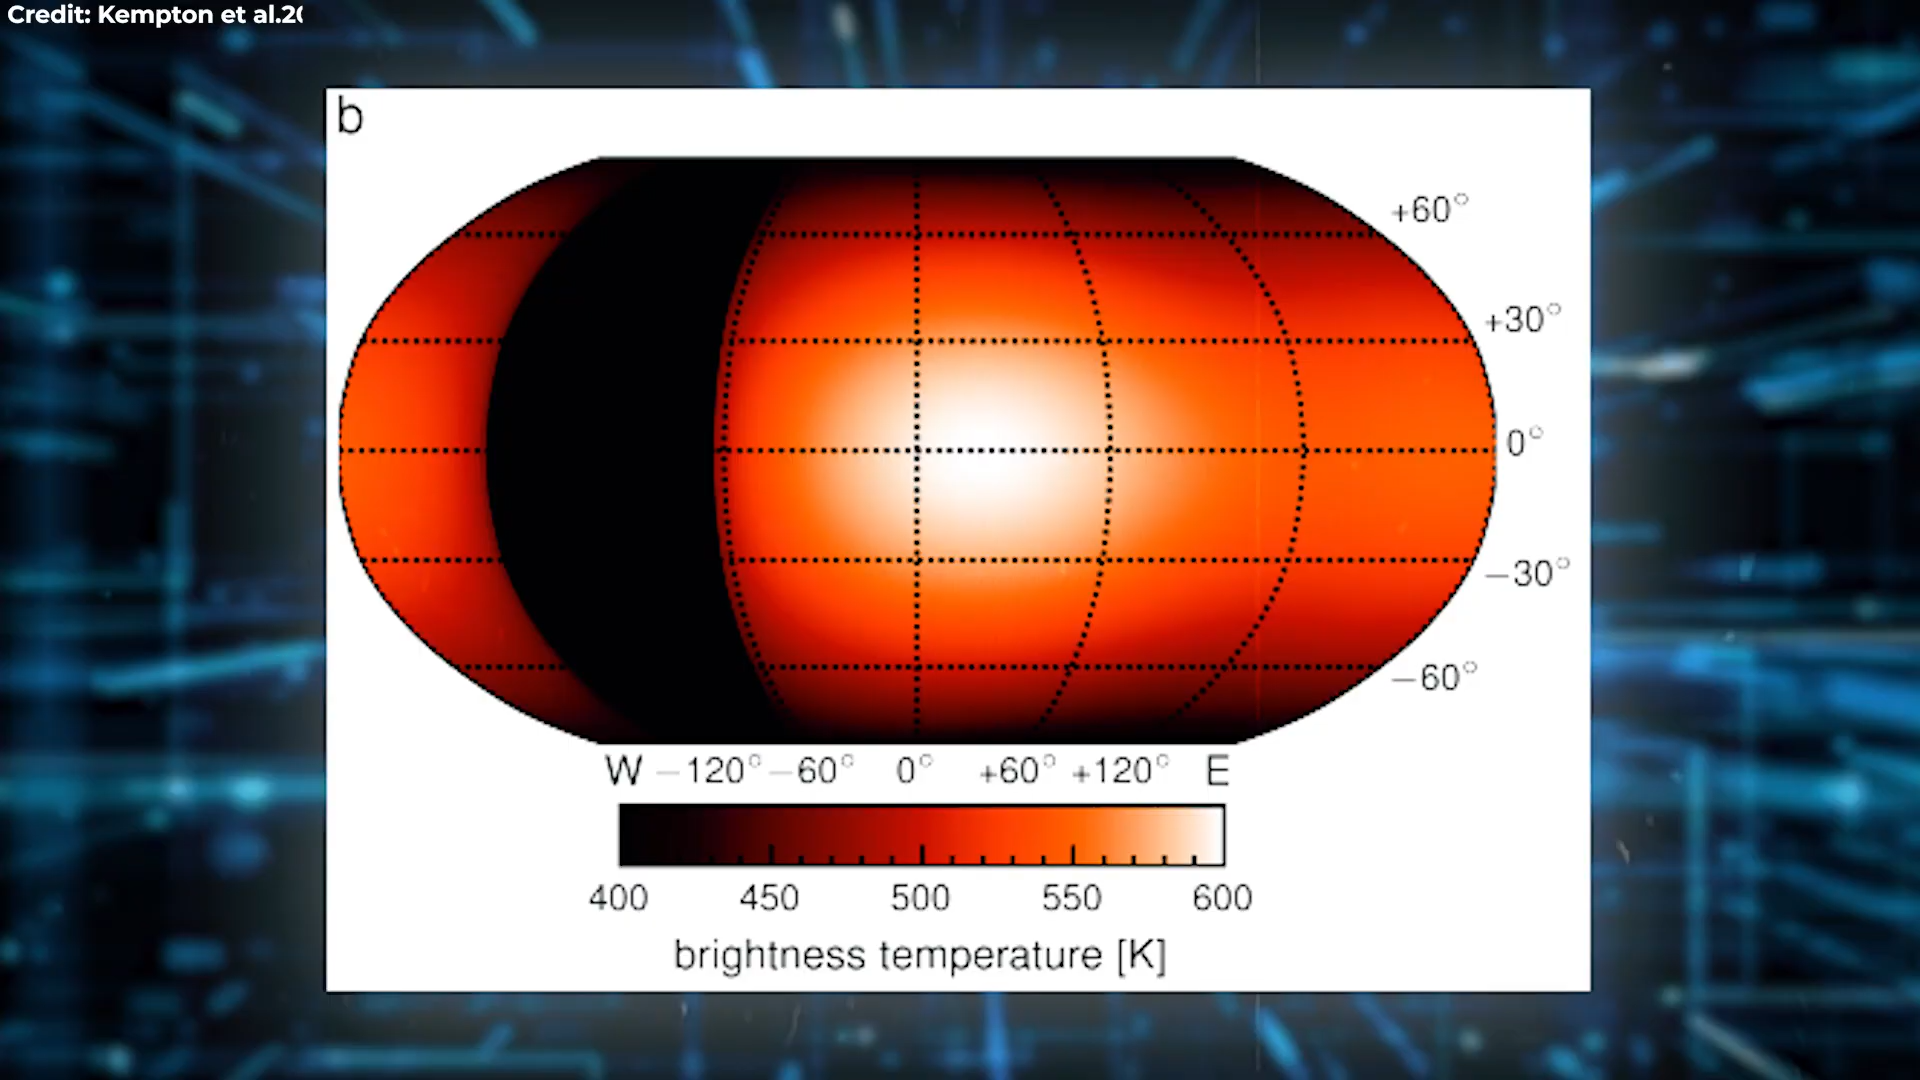 Credit: Kempton et al.20
b
+60°
+30°
0°
−30°
−60°
W −120° −60° 0° +60° +120° E
400 450 500 550 600
brightness temperature [K]